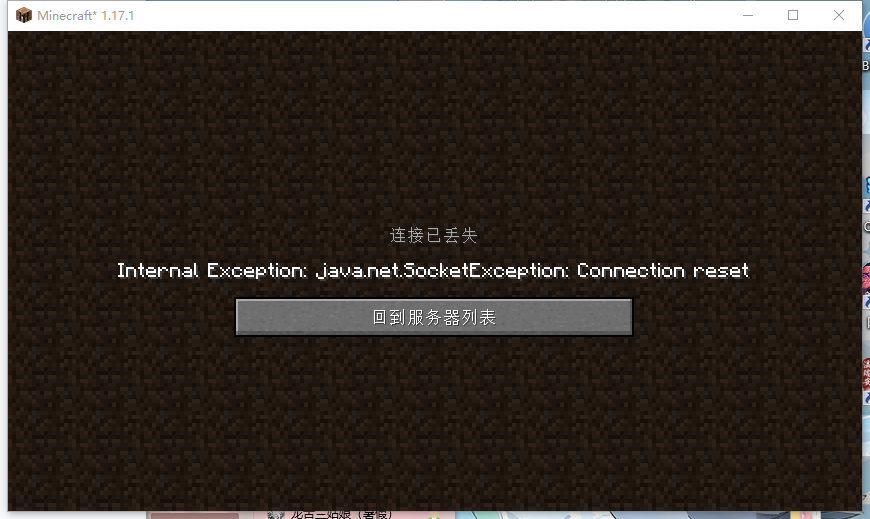 Minecraft* 1.17.1
连接已丢失
Internal Exception: java.net.SocketException: Connection reset
回到服务器列表